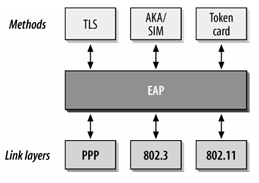 Methods TLS AKA/ Token
SIM card
EAP
Link layers PPP 802.3 802.11